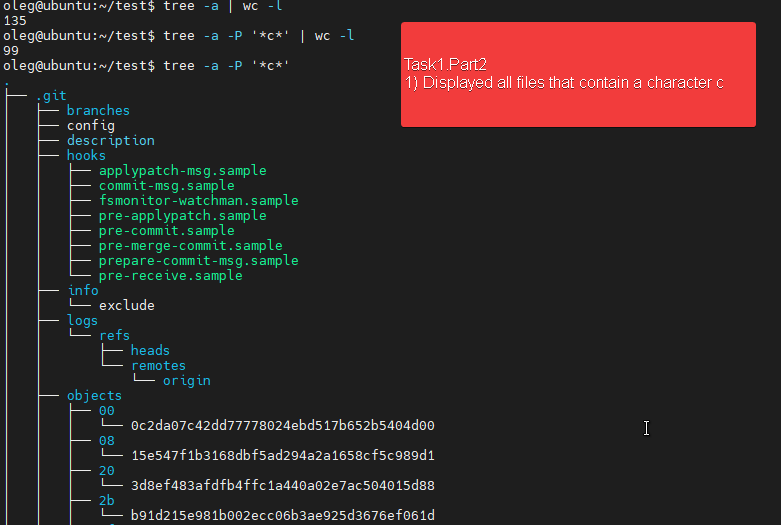 oleg@ubuntu:~/test$ tree -a | wc -l
135
oleg@ubuntu:~/test$ tree -a -P '*c*' | wc -l
99
oleg@ubuntu:~/test$ tree -a -P '*c*'
.
├── .git
│   ├── branches
│   ├── config
│   ├── description
│   ├── hooks
│   │   ├── applypatch-msg.sample
│   │   ├── commit-msg.sample
│   │   ├── fsmonitor-watchman.sample
│   │   ├── pre-applypatch.sample
│   │   ├── pre-commit.sample
│   │   ├── pre-merge-commit.sample
│   │   ├── prepare-commit-msg.sample
│   │   └── pre-receive.sample
│   ├── info
│   │   └── exclude
│   ├── logs
│   │   └── refs
│   │       ├── heads
│   │       └── remotes
│   │           └── origin
│   ├── objects
│   │   ├── 00
│   │   │   └── 0c2da07c42dd77778024ebd517b652b5404d00
│   │   ├── 08
│   │   │   └── 15e547f1b3168dbf5ad294a2a1658cf5c989d1
│   │   ├── 20
│   │   │   └── 3d8ef483afdfb4ffc1a440a02e7ac504015d88
│   │   ├── 2b
│   │   │   └── b91d215e981b002ecc06b3ae925d3676ef061d
Task1.Part2
1) Displayed all files that contain a character c